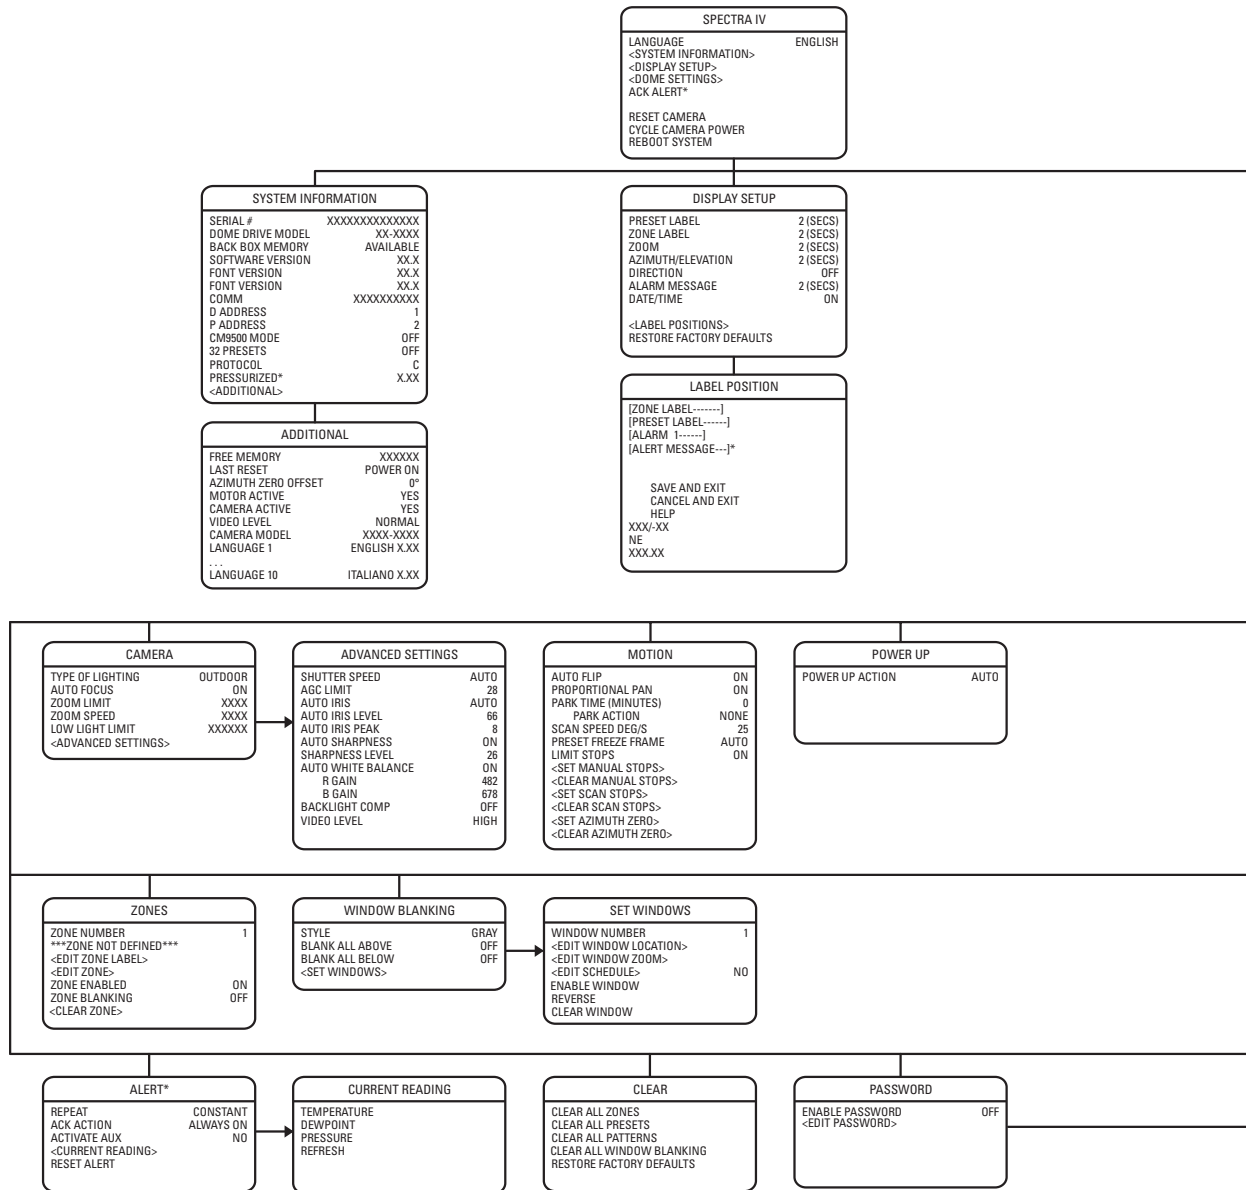 SPECTRA IV
LANGUAGE ENGLISH
<SYSTEM INFORMATION>
<DISPLAY SETUP>
<DOME SETTINGS>
ACK ALERT*
RESET CAMERA
CYCLE CAMERA POWER
REBOOT SYSTEM
SYSTEM INFORMATION
SERIAL # XXXXXXXXXXXXXX
DOME DRIVE MODEL XX-XXXX
BACK BOX MEMORY AVAILABLE
SOFTWARE VERSION XX.X
FONT VERSION XX.X
FONT VERSION XX.X
COMM XXXXXXXXXX
D ADDRESS 1
P ADDRESS 2
CM9500 MODE OFF
32 PRESETS OFF
PROTOCOL C
PRESSURIZED* X.XX
<ADDITIONAL>
DISPLAY SETUP
PRESET LABEL 2 (SECS)
ZONE LABEL 2 (SECS)
ZOOM 2 (SECS)
AZIMUTH/ELEVATION 2 (SECS)
DIRECTION OFF
ALARM MESSAGE 2 (SECS)
DATE/TIME ON
<LABEL POSITIONS>
RESTORE FACTORY DEFAULTS
ADDITIONAL
FREE MEMORY XXXXXX
LAST RESET POWER ON
AZIMUTH ZERO OFFSET 0°
MOTOR ACTIVE YES
CAMERA ACTIVE YES
VIDEO LEVEL NORMAL
CAMERA MODEL XXXX-XXXX
LANGUAGE 1 ENGLISH X.XX
. . .
LANGUAGE 10 ITALIANO X.XX
LABEL POSITION
[ZONE LABEL-------]
[PRESET LABEL------]
[ALARM 1------]
[ALERT MESSAGE---]*
SAVE AND EXIT
CANCEL AND EXIT
HELP
XXX/-XX
NE
XXX.XX
CAMERA
TYPE OF LIGHTING OUTDOOR
AUTO FOCUS ON
ZOOM LIMIT XXXX
ZOOM SPEED XXXX
LOW LIGHT LIMIT XXXXXX
<ADVANCED SETTINGS>
ADVANCED SETTINGS
SHUTTER SPEED AUTO
AGC LIMIT 28
AUTO IRIS AUTO
AUTO IRIS LEVEL 66
AUTO IRIS PEAK 8
AUTO SHARPNESS ON
SHARPNESS LEVEL 26
AUTO WHITE BALANCE ON
R GAIN 482
B GAIN 678
BACKLIGHT COMP OFF
VIDEO LEVEL HIGH
MOTION
AUTO FLIP ON
PROPORTIONAL PAN ON
PARK TIME (MINUTES) 0
PARK ACTION NONE
SCAN SPEED DEG/S 25
PRESET FREEZE FRAME AUTO
LIMIT STOPS ON
<SET MANUAL STOPS>
<CLEAR MANUAL STOPS>
<SET SCAN STOPS>
<CLEAR SCAN STOPS>
<SET AZIMUTH ZERO>
<CLEAR AZIMUTH ZERO>
POWER UP
POWER UP ACTION AUTO
ZONES
ZONE NUMBER 1
***ZONE NOT DEFINED***
<EDIT ZONE LABEL>
<EDIT ZONE>
ZONE ENABLED ON
ZONE BLANKING OFF
<CLEAR ZONE>
WINDOW BLANKING
STYLE GRAY
BLANK ALL ABOVE OFF
BLANK ALL BELOW OFF
<SET WINDOWS>
SET WINDOWS
WINDOW NUMBER 1
<EDIT WINDOW LOCATION>
<EDIT WINDOW ZOOM>
<EDIT SCHEDULE> NO
ENABLE WINDOW
REVERSE
CLEAR WINDOW
ALERT*
REPEAT CONSTANT
ACK ACTION ALWAYS ON
ACTIVATE AUX NO
<CURRENT READING>
RESET ALERT
CURRENT READING
TEMPERATURE
DEWPOINT
PRESSURE
REFRESH
CLEAR
CLEAR ALL ZONES
CLEAR ALL PRESETS
CLEAR ALL PATTERNS
CLEAR ALL WINDOW BLANKING
RESTORE FACTORY DEFAULTS
PASSWORD
ENABLE PASSWORD OFF
<EDIT PASSWORD>